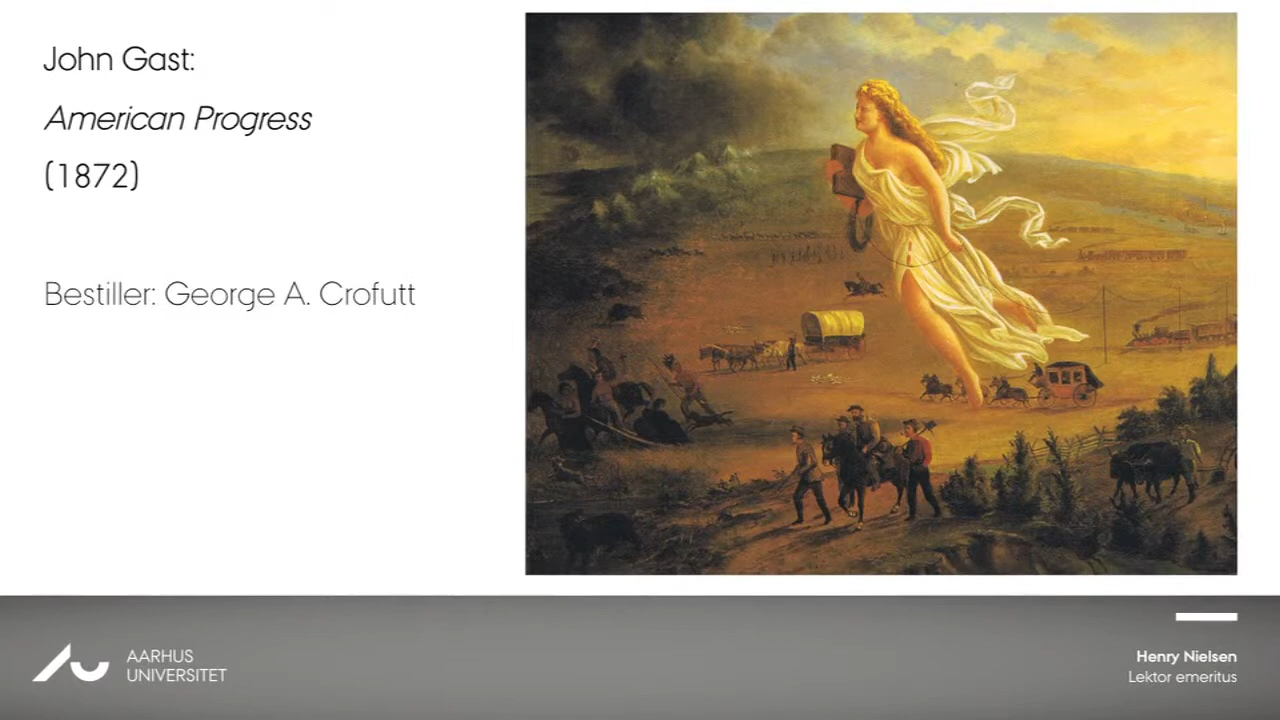 John Gast:
American Progress
(1872)
Bestiller: George A. Crofutt
AARHUS
UNIVERSITET
Henry Nielsen
Lektor emeritus